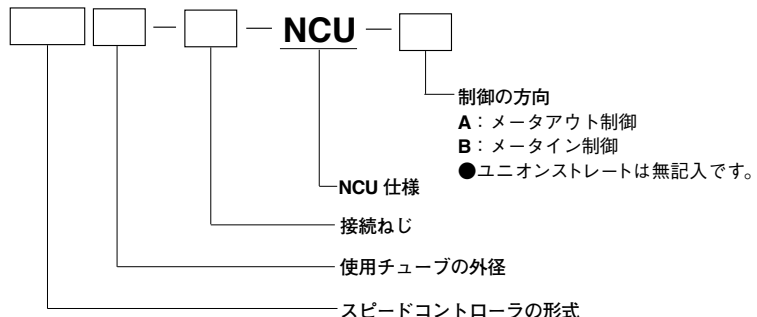 — — NCU —
制御の方向
A：メータアウト制御
B：メータイン制御
●ユニオンストレートは無記入です。
NCU 仕様
接続ねじ
使用チューブの外径
スピードコントローラの形式